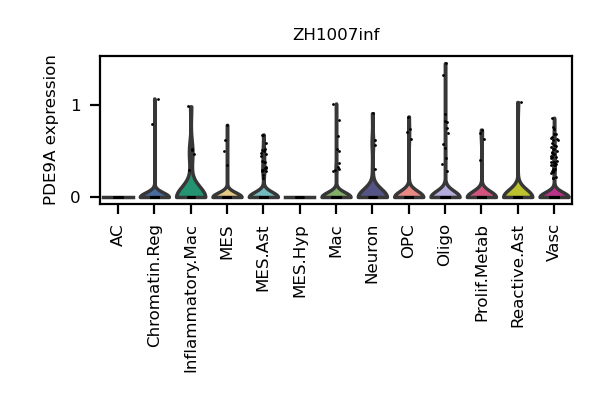 ZH1007inf
PDE9A expression
1
0
AC
Chromatin.Reg
Inflammatory.Mac
MES
MES.Ast
MES.Hyp
Mac
Neuron
OPC
Oligo
Prolif.Metab
Reactive.Ast
Vasc